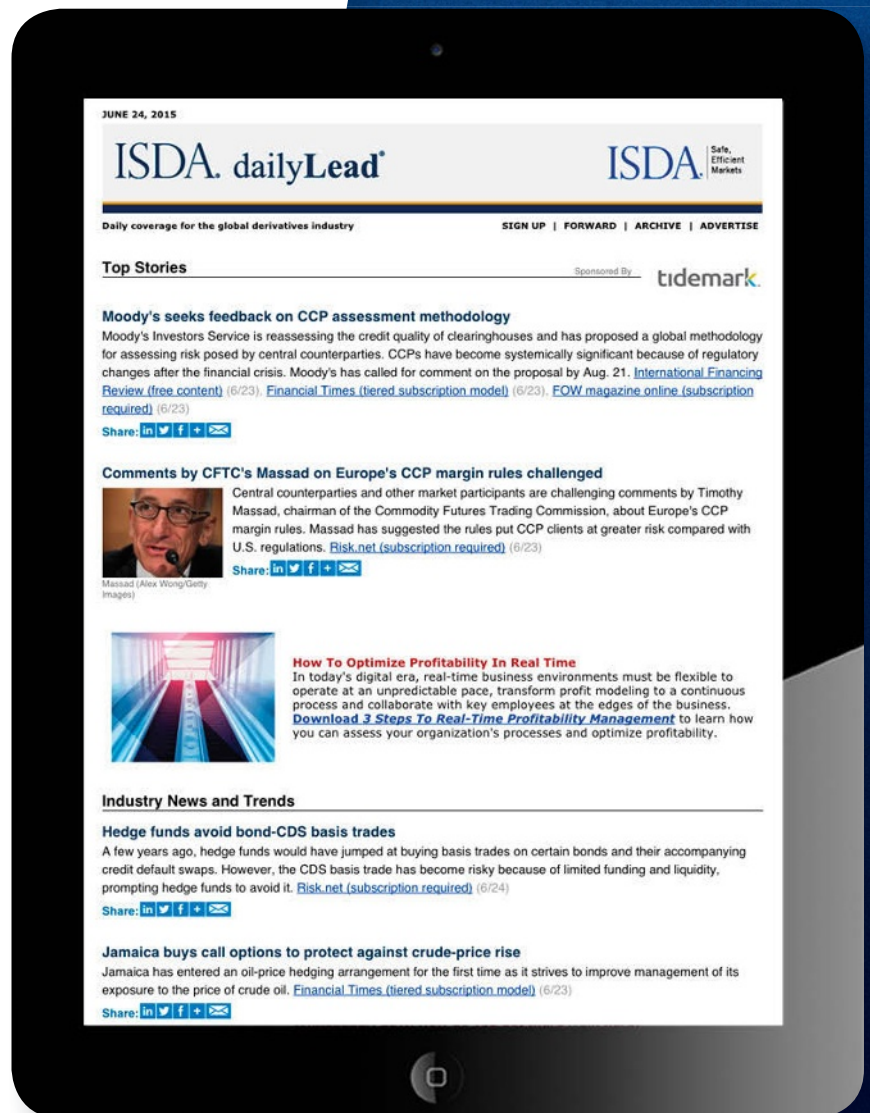 JUNE 24, 2015
ISDA. dailyLead®
ISDA. Safe,
Efficient
Markets
Daily coverage for the global derivatives industry
SIGN UP | FORWARD | ARCHIVE | ADVERTISE
Top Stories
Sponsored By tidemark.
Moody's seeks feedback on CCP assessment methodology
Moody's Investors Service is reassessing the credit quality of clearinghouses and has proposed a global methodology
for assessing risk posed by central counterparties. CCPs have become systemically significant because of regulatory
changes after the financial crisis. Moody's has called for comment on the proposal by Aug. 21. International Financing
Review (free content) (6/23), Financial Times (tiered subscription model) (6/23), FOW magazine online (subscription
required) (6/23)
Share: in f +
Comments by CFTC's Massad on Europe's CCP margin rules challenged
Central counterparties and other market participants are challenging comments by Timothy
Massad, chairman of the Commodity Futures Trading Commission, about Europe's CCP
margin rules. Massad has suggested the rules put CCP clients at greater risk compared with
U.S. regulations. Risk.net (subscription required) (6/23)
Share: in f +
Massad (Alex Wong/Getty
Images)
How To Optimize Profitability In Real Time
In today's digital era, real-time business environments must be flexible to
operate at an unpredictable pace, transform profit modeling to a continuous
process and collaborate with key employees at the edges of the business.
Download 3 Steps To Real-Time Profitability Management to learn how
you can assess your organization's processes and optimize profitability.
Industry News and Trends
Hedge funds avoid bond-CDS basis trades
A few years ago, hedge funds would have jumped at buying basis trades on certain bonds and their accompanying
credit default swaps. However, the CDS basis trade has become risky because of limited funding and liquidity,
prompting hedge funds to avoid it. Risk.net (subscription required) (6/24)
Share: in f +
Jamaica buys call options to protect against crude-price rise
Jamaica has entered an oil-price hedging arrangement for the first time as it strives to improve management of its
exposure to the price of crude oil. Financial Times (tiered subscription model) (6/23)
Share: in f +